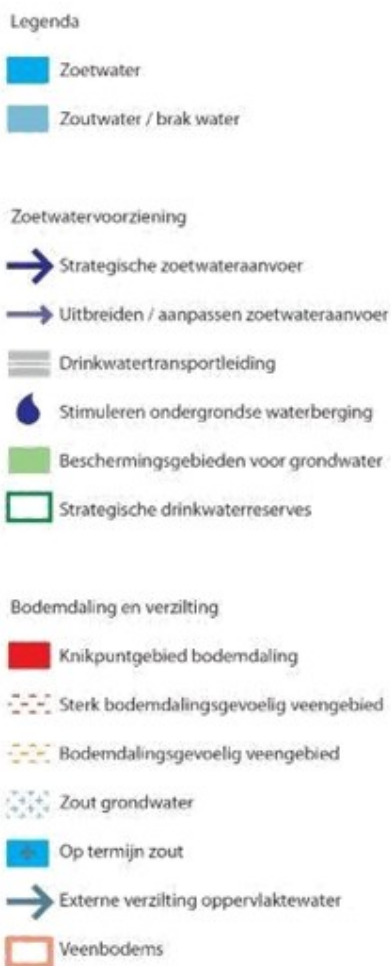 Legenda
Zoetwater
Zoutwater / brak water
Zoetwatervoorziening
Strategische zoetwateraanvoer
Uitbreiden / aanpassen zoetwateraanvoer
Drinkwatertransportleiding
Stimuleren ondergrondse waterberging
Beschermingsgebieden voor grondwater
Strategische drinkwaterreserves
Bodemdaling en verzilting
Knikpuntgebied bodemdaling
Sterk bodemdalingsgevoelig veengebied
Bodemdalingsgevoelig veengebied
Zout grondwater
Op termijn zout
Externe verzilting oppervlaktewater
Veenbodems